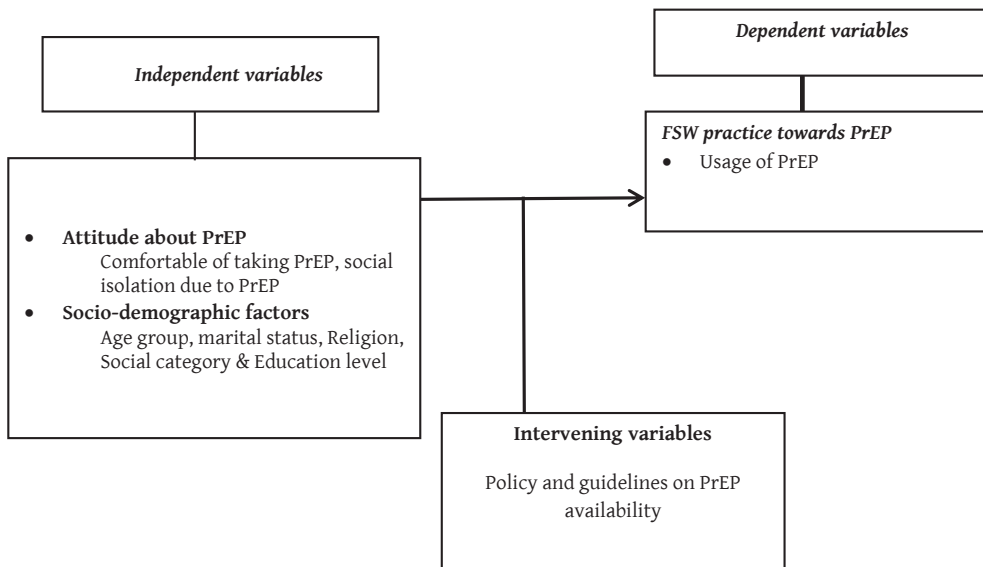 Independent variables
Dependent variables
FSW practice towards PrEP
• Usage of PrEP
• Attitude about PrEP
Comfortable of taking PrEP, social
isolation due to PrEP
• Socio-demographic factors
Age group, marital status, Religion,
Social category & Education level
Intervening variables
Policy and guidelines on PrEP
availability